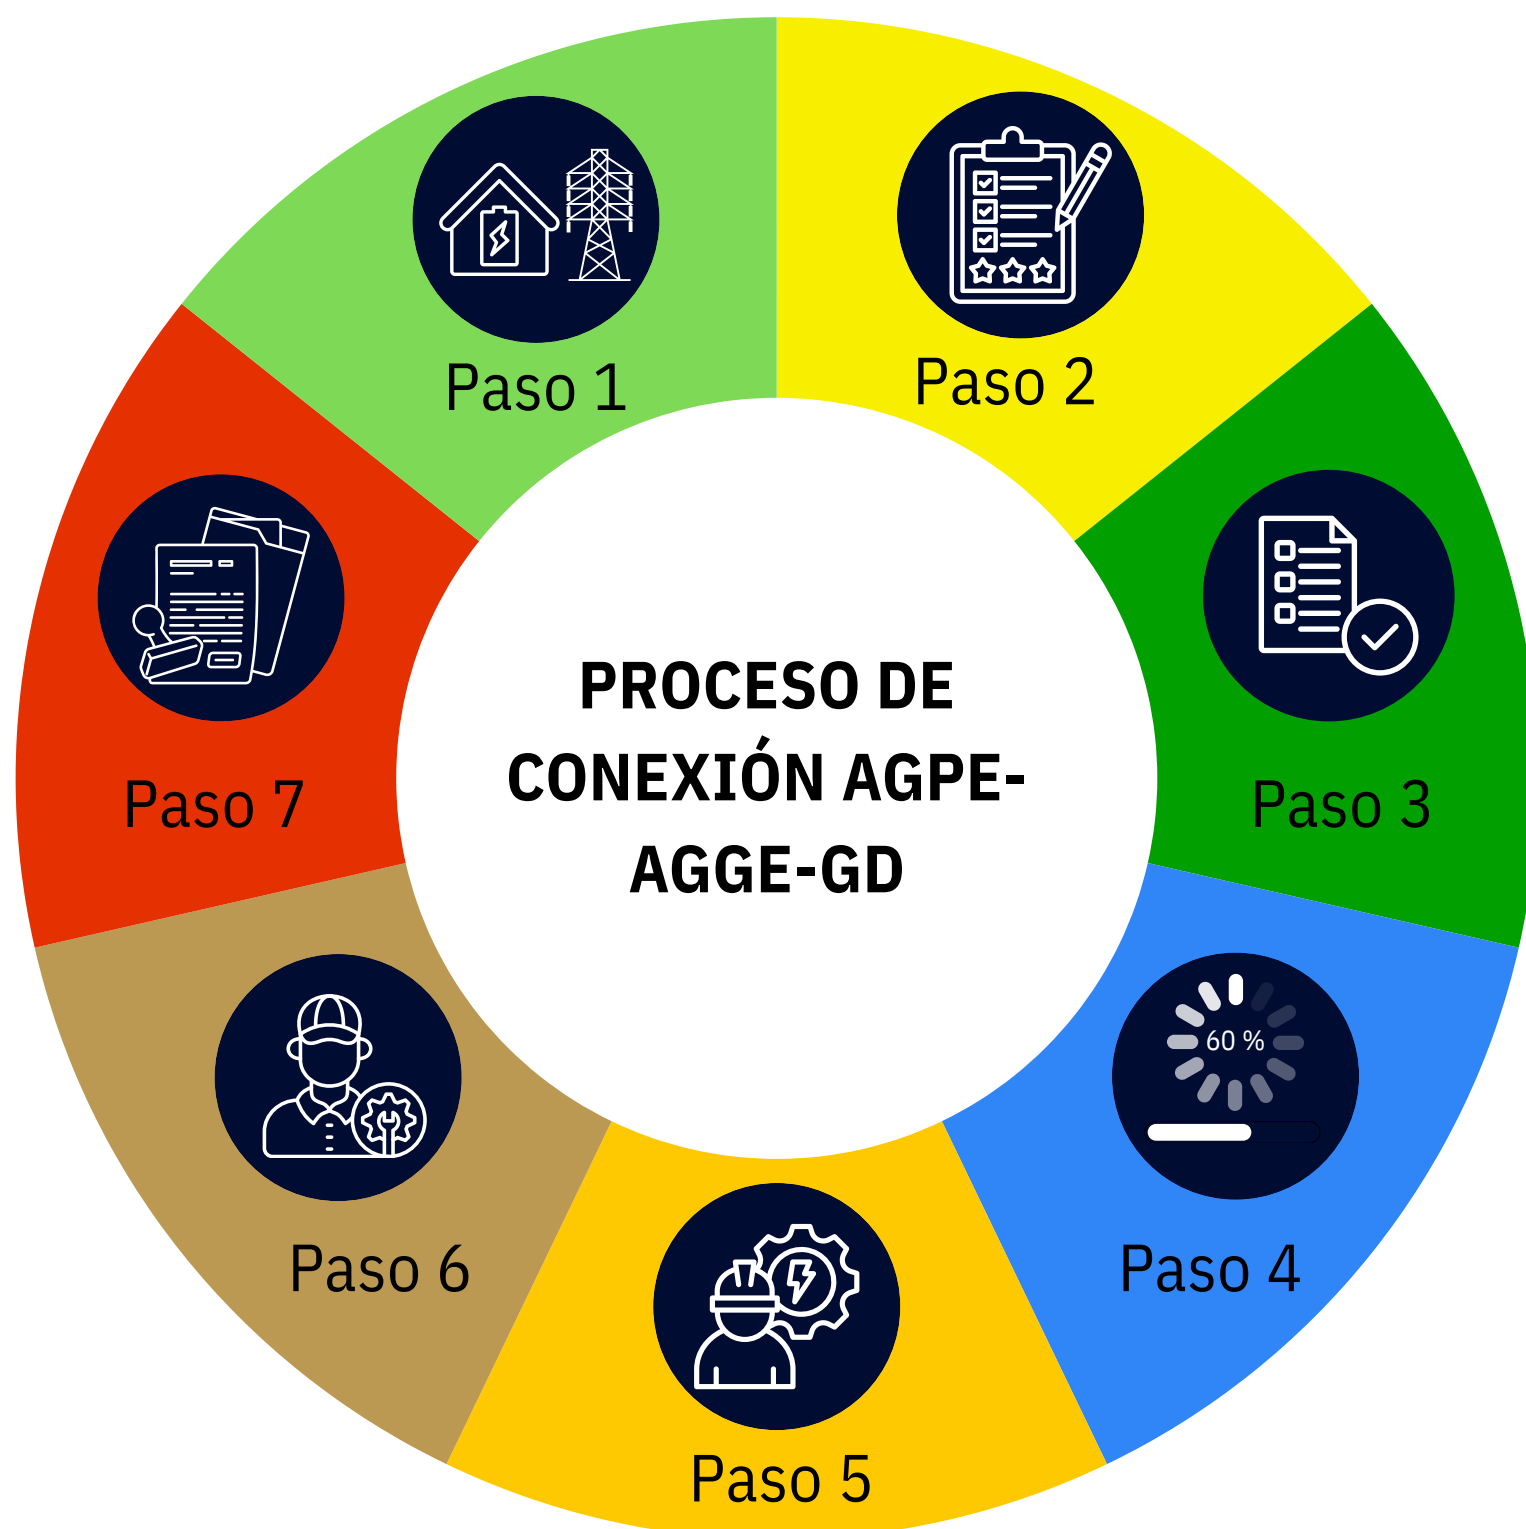 Paso 1
Paso 2
Paso 3
60 %
Paso 4
Paso 5
Paso 6
Paso 7
PROCESO DE
CONEXIÓN AGPE-
AGGE-GD